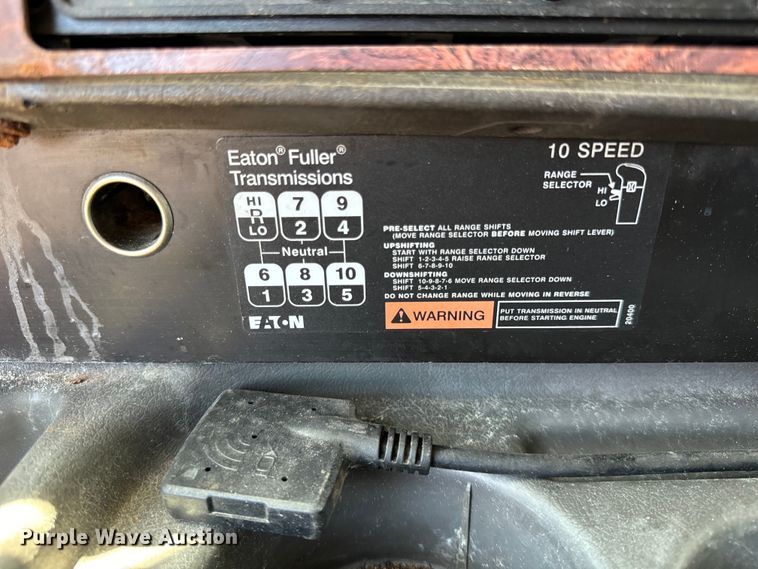 Eaton® Fuller®
Transmissions
10 SPEED
RANGE
SELECTOR
HI
LO
HI
R
LO
7
2
9
4
Neutral
6
1
8
3
10
5
EATON
PRE-SELECT ALL RANGE SHIFTS
(MOVE RANGE SELECTOR BEFORE MOVING SHIFT LEVER)
UPSHIFTING
START WITH RANGE SELECTOR DOWN
SHIFT 1-2-3-4-5 RAISE RANGE SELECTOR
SHIFT 6-7-8-9-10
DOWNSHIFTING
SHIFT 10-9-8-7-6 MOVE RANGE SELECTOR DOWN
SHIFT 5-4-3-2-1
DO NOT CHANGE RANGE WHILE MOVING IN REVERSE
WARNING
PUT TRANSMISSION IN NEUTRAL
BEFORE STARTING ENGINE
20400
Purple Wave Auction